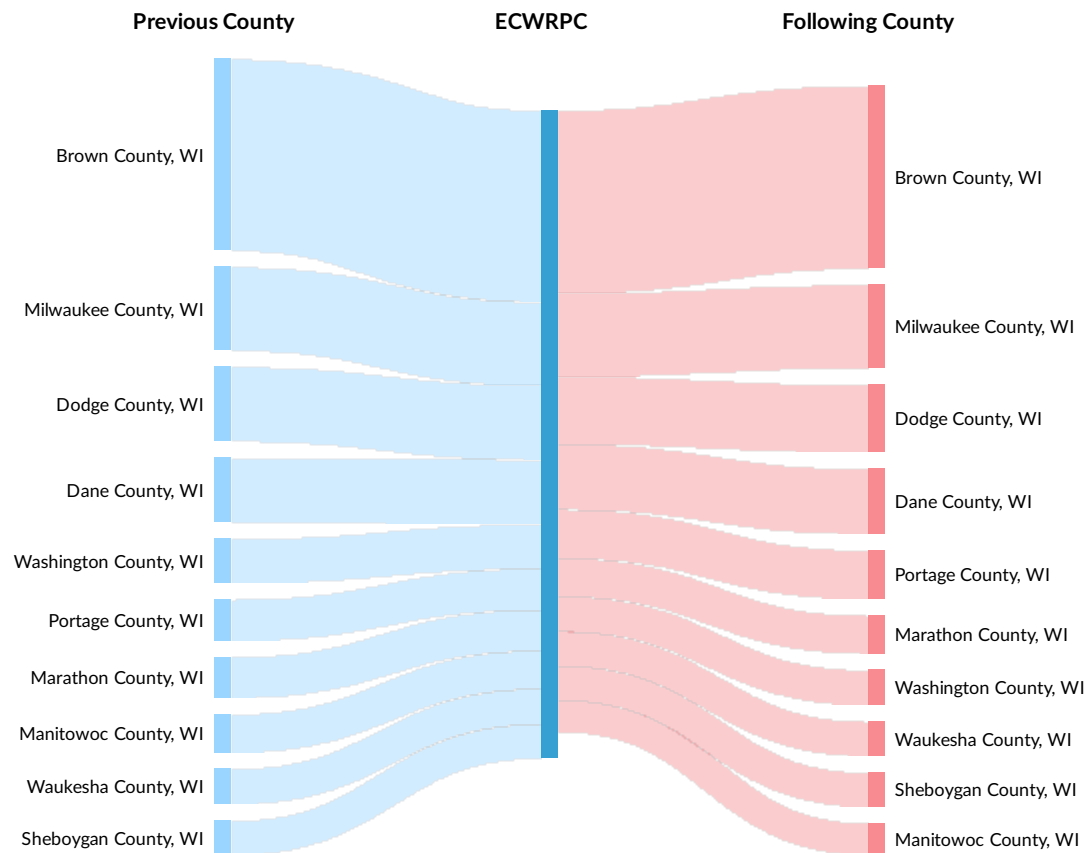 Previous County
ECWRPC
Following County
Brown County, WI
Milwaukee County, WI
Dodge County, WI
Dane County, WI
Washington County, WI
Portage County, WI
Marathon County, WI
Manitowoc County, WI
Waukesha County, WI
Sheboygan County, WI
Brown County, WI
Milwaukee County, WI
Dodge County, WI
Dane County, WI
Portage County, WI
Marathon County, WI
Washington County, WI
Waukesha County, WI
Sheboygan County, WI
Manitowoc County, WI